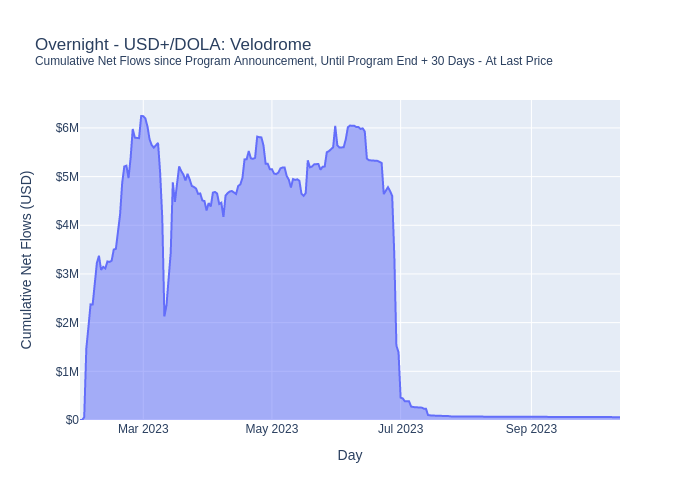 Overnight - USD+/DOLA: Velodrome
Cumulative Net Flows since Program Announcement, Until Program End + 30 Days - At Last Price
$6M
$5M
$4M
$3M
$2M
$1M
$0
Cumulative Net Flows (USD)
Mar 2023
May 2023
Jul 2023
Sep 2023
Day